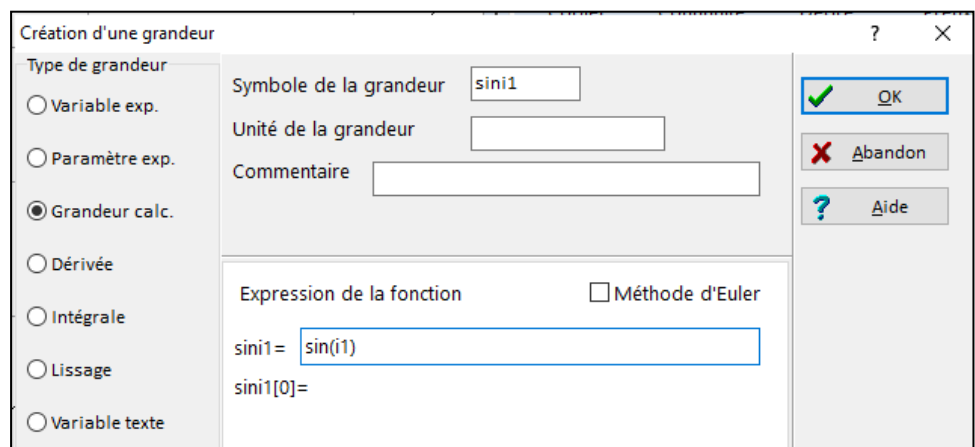 Création d'une grandeur
Type de grandeur
Variable exp.
Paramètre exp.
Grandeur calc.
Dérivée
Intégrale
Lissage
Variable texte
Symbole de la grandeur sini1
Unité de la grandeur
Commentaire
Expression de la fonction Méthode d'Euler
sini1= sin(i1)
sini1[0]=
OK
Abandon
Aide